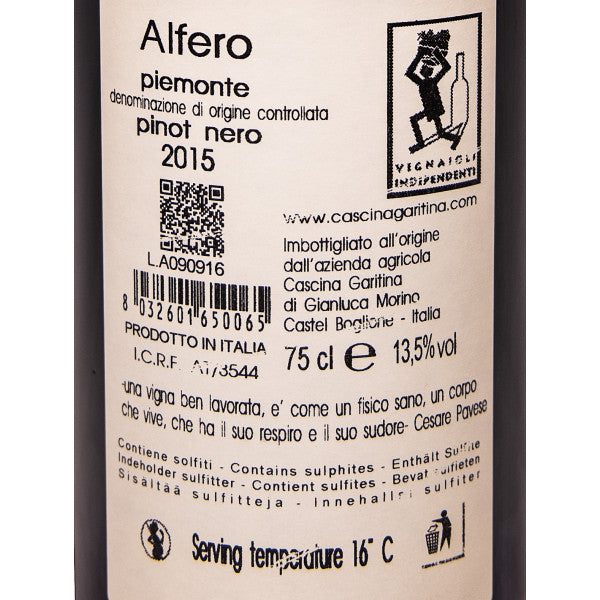 Alfero
piemonte
denominazione di origine controllata
pinot nero
2015
L.A090916
8 032601 650065
PRODOTTO IN ITALIA
I.C.R.F. AT/8544
VIGNAIOLI
INDIPENDENTI
www.cascinagaritina.com
Imbottigliato all'origine
dall'azienda agricola
Cascina Garitina
di Gianluca Morino
Castel Boglione - Italia
75 cl e 13,5% vol
-una vigna ben lavorata, e' come un fisico sano, un corpo
che vive, che ha il suo respiro e il suo sudore- Cesare Pavese
Contiene solfiti - Contains sulphites - Enthält Sulfite
Indeholder sulfitter - Contient sulfites - Bevat sulfieten
Sisältää sulfitteja - Innehallri sulfiter
Serving temperature 16° C